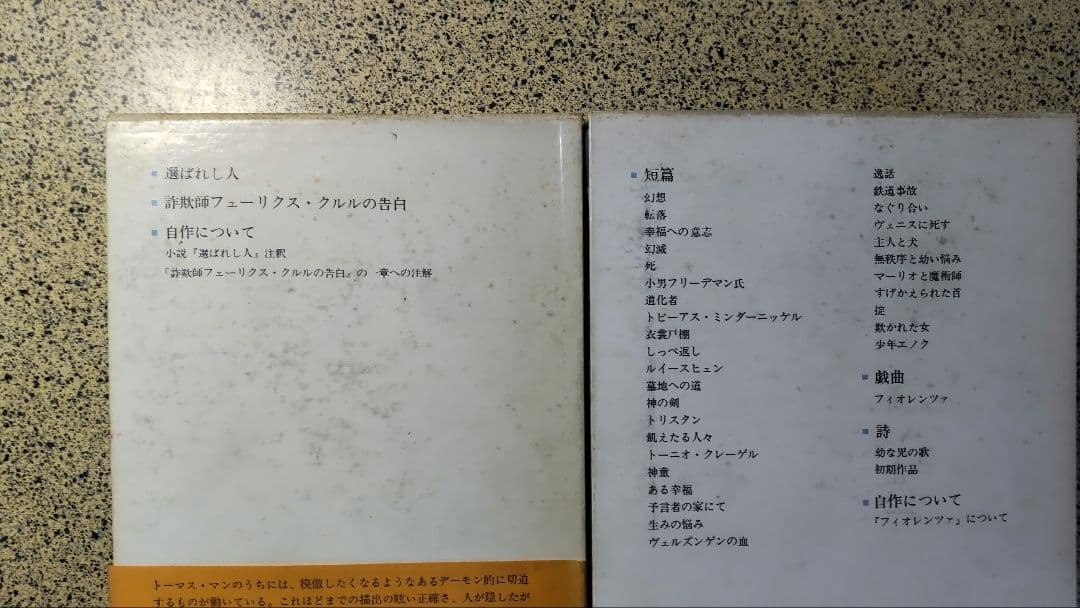 選ばれし人
詐欺師フェーリクス・クルルの告白
自作について
小説『選ばれし人』注釈
『詐欺師フェーリクス・クルルの告白』の一章への注解
トーマス・マンのうちには、模倣したくなるようなあるデーモン的に切迫
するものが働いている。これほどまでの描出の眩い正確さ、人が隠したが
短篇
幻想
転落
幸福への意志
幻滅
死
小男フリーデマン氏
道化者
トビーアス・ミンダーニッケル
衣裳戸棚
しっぺ返し
ルイースヒェン
墓地への道
神の剣
トリスタン
飢えたる人々
トーニオ・クレーゲル
神童
ある幸福
予言者の家にて
生みの悩み
ヴェルズンゲンの血
逸話
鉄道事故
なぐり合い
ヴェニスに死す
主人と犬
無秩序と幼い悩み
マーリオと魔術師
すげかえられた首
掟
欺かれた女
少年エノク
戯曲
フィオレンツァ
詩
幼な児の歌
初期作品
自作について
『フィオレンツァ』について